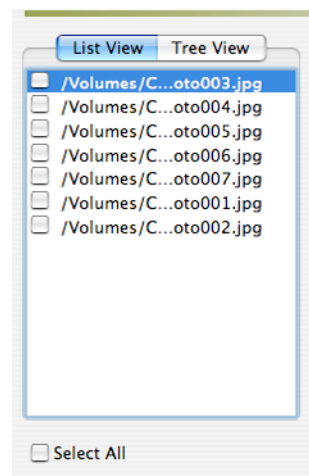 List View Tree View
/Volumes/C...oto003.jpg
/Volumes/C...oto004.jpg
/Volumes/C...oto005.jpg
/Volumes/C...oto006.jpg
/Volumes/C...oto007.jpg
/Volumes/C...oto001.jpg
/Volumes/C...oto002.jpg
Select All